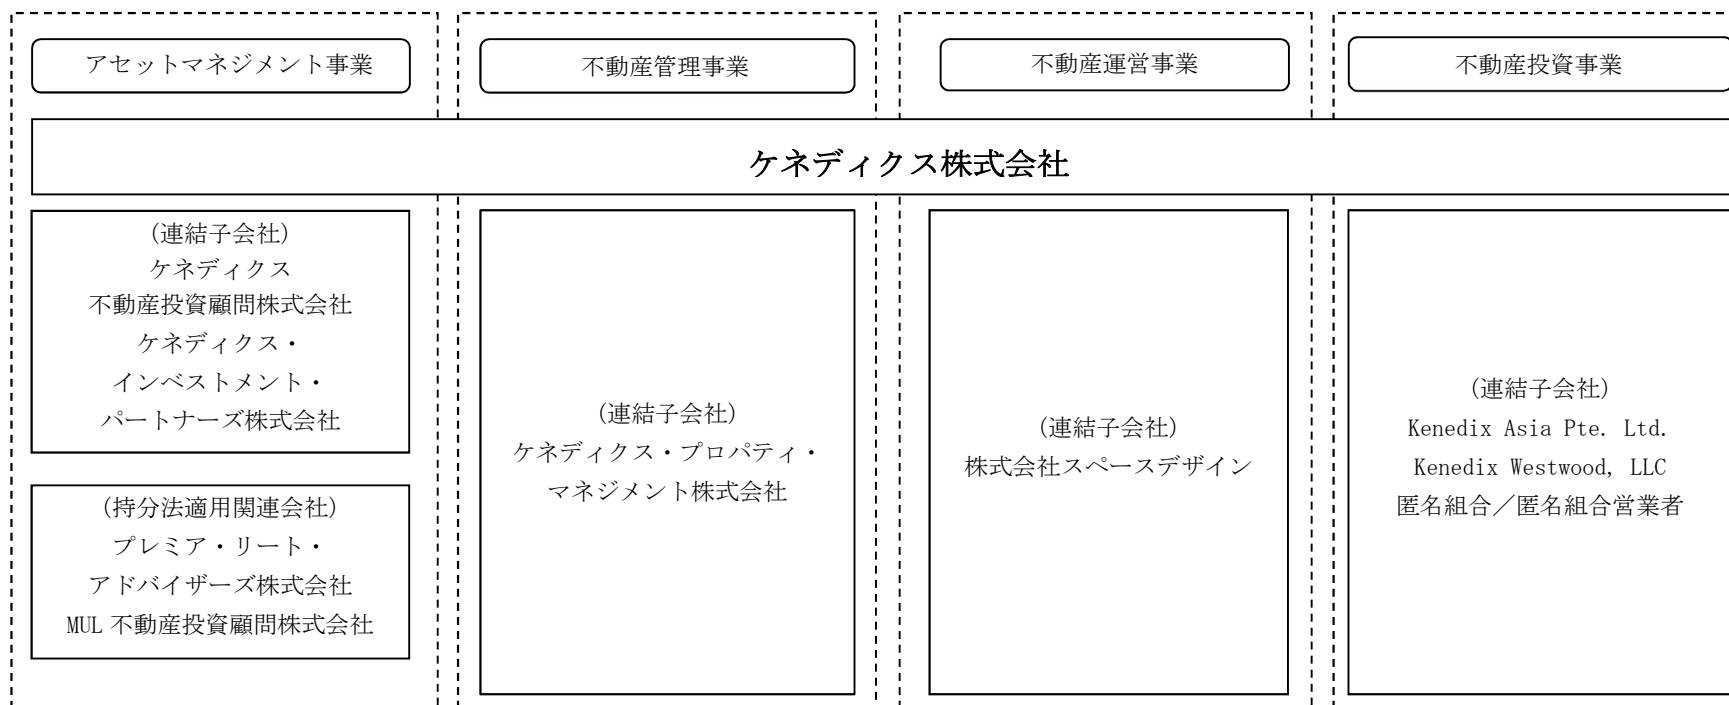 アセットマネジメント事業
不動産管理事業
不動産運営事業
不動産投資事業
ケネディクス株式会社
(連結子会社)
ケネディクス
不動産投資顧問株式会社
ケネディクス・
インベストメント・
パートナーズ株式会社
(持分法適用関連会社)
プレミア・リート・
アドバイザーズ株式会社
MUL 不動産投資顧問株式会社
(連結子会社)
ケネディクス・プロパティ・
マネジメント株式会社
(連結子会社)
株式会社スペースデザイン
(連結子会社)
Kenedix Asia Pte. Ltd.
Kenedix Westwood, LLC
匿名組合／匿名組合営業者